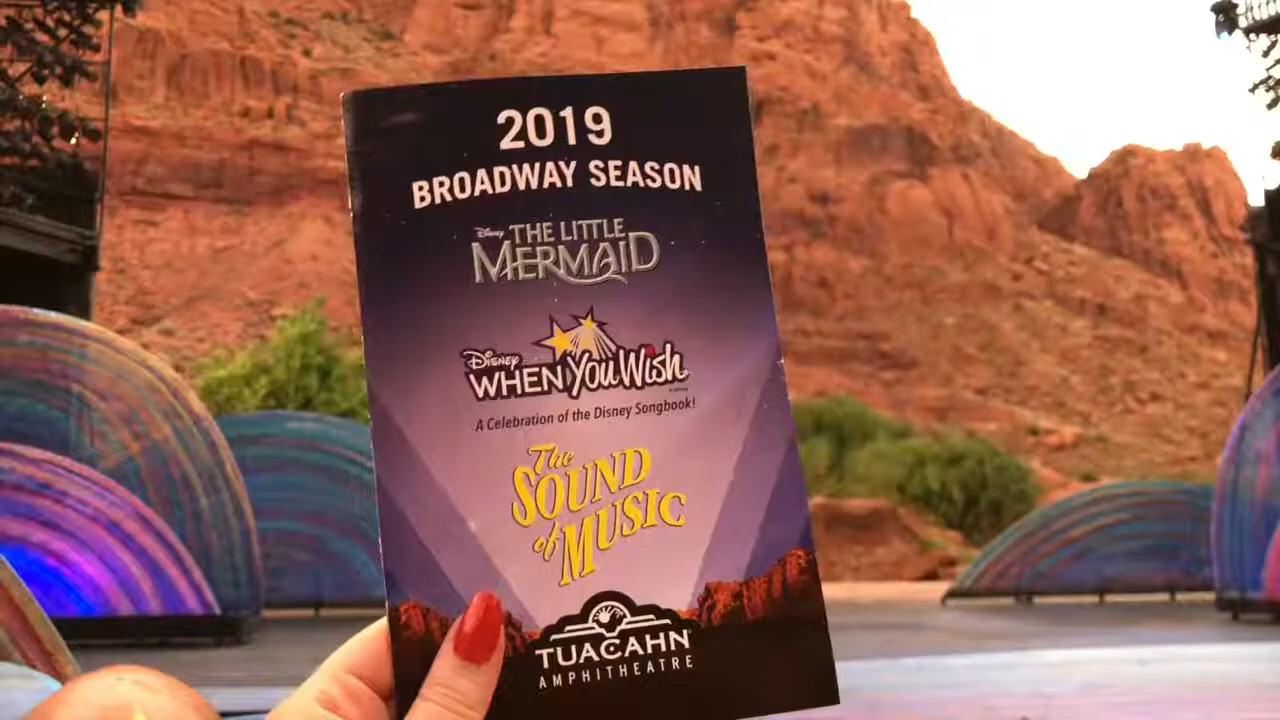 2019
BROADWAY SEASON
Disney
THE LITTLE
MERMAID
Disney
WHEN You Wish
A Celebration of the Disney Songbook!
The
SOUND
of MUSIC
TUACAHN
AMPHITHEATRE